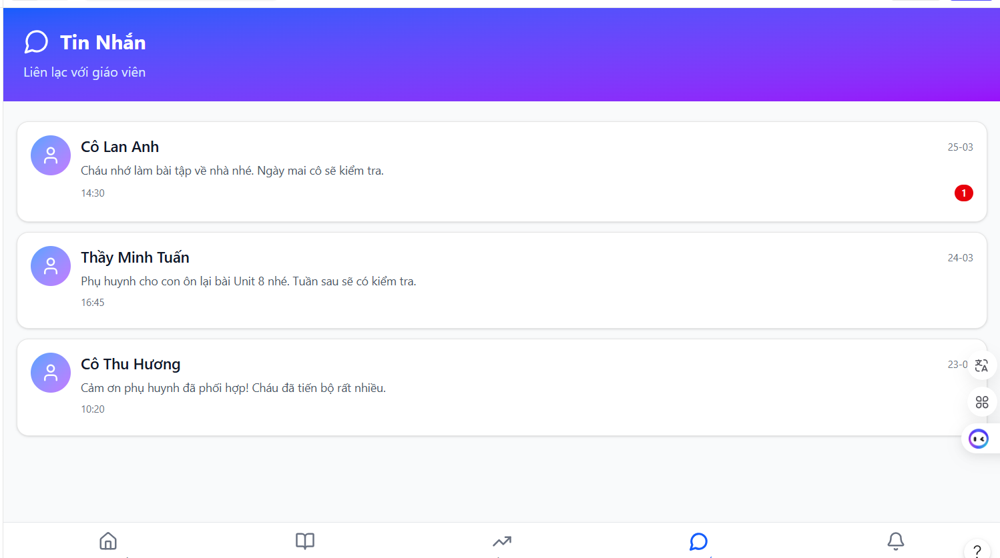 Tin Nhắn
Liên lạc với giáo viên
Cô Lan Anh
25-03
Cháu nhớ làm bài tập về nhà nhé. Ngày mai cô sẽ kiểm tra.
14:30
1
Thầy Minh Tuấn
24-03
Phụ huynh cho con ôn lại bài Unit 8 nhé. Tuần sau sẽ có kiểm tra.
16:45
Cô Thu Hương
23-0
Cảm ơn phụ huynh đã phối hợp! Cháu đã tiến bộ rất nhiều.
10:20
?